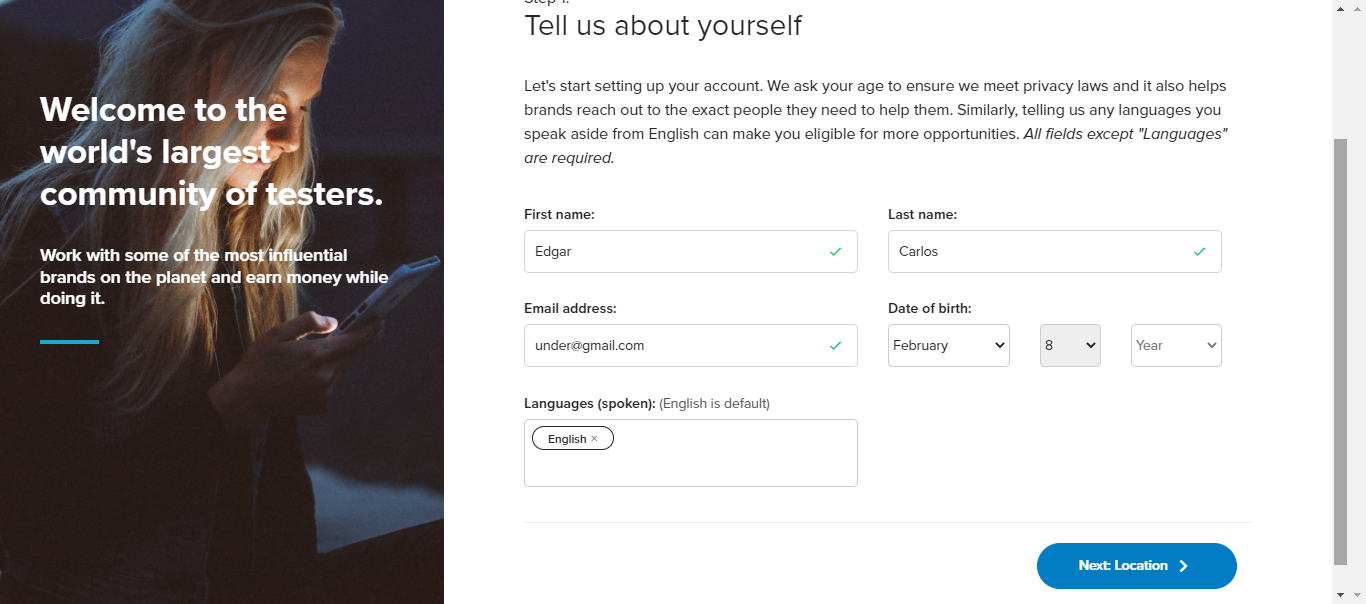 Welcome to the
world's largest
community of testers.
Work with some of the most influential
brands on the planet and earn money while
doing it.
Tell us about yourself
Let's start setting up your account. We ask your age to ensure we meet privacy laws and it also helps
brands reach out to the exact people they need to help them. Similarly, telling us any languages you
speak aside from English can make you eligible for more opportunities. All fields except "Languages"
are required.
First name:
Last name:
Edgar
Carlos
Email address:
Date of birth:
under@gmail.com
February
8
Year
Languages (spoken): (English is default)
English ×
Next: Location